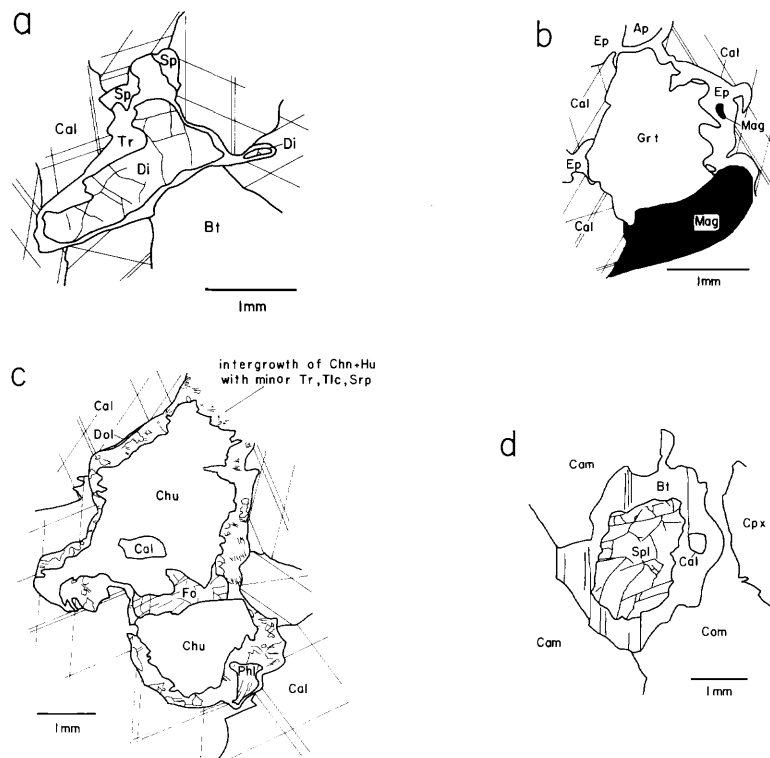 a
Sp
Sp
Cal
Tr
Di
Di
Bt
1mm
b
Ap
Ep
Cal
Cal
Ep
Mag
Grt
Ep
Cal
Mag
1mm
c
intergrowth of Chn+Hu
with minor Tr,Tlc,Srp
Cal
Dol
Chu
Cal
Fo
Chu
Phl
Cal
1mm
d
Cam
Bt
Cpx
Spl
Cal
Cam
Cam
1mm